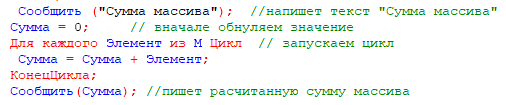 Сообщить ("Сумма массива");  //напишет текст "Сумма массива"
Сумма = 0;      // вначале обнуляем значение
Для каждого Элемент из М Цикл  // запускаем цикл
Сумма = Сумма + Элемент;
КонецЦикла;
Сообщить(Сумма); //пишет расчитанную сумму массива